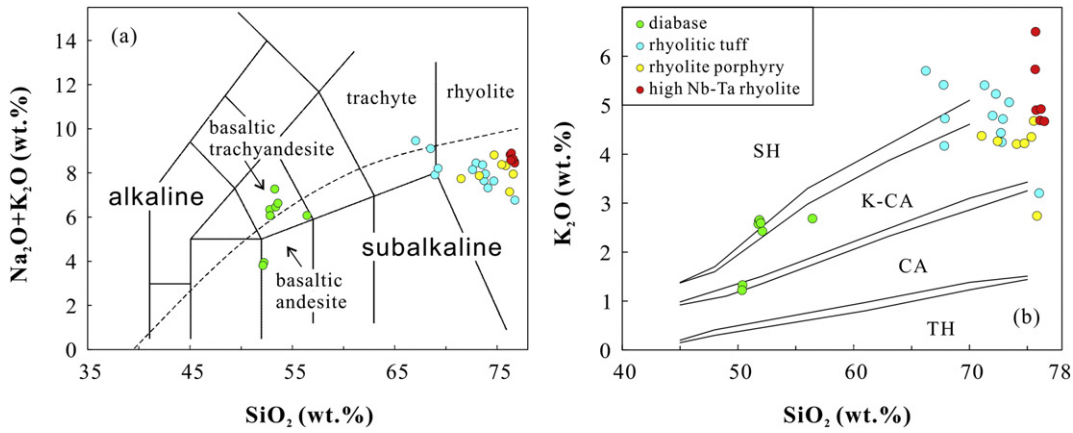 (a)
Na₂O+K₂O (wt.%)
14
12
10
8
6
4
2
0
35
45
55
65
75
SiO₂ (wt.%)
trachyte
rhyolite
basaltic
trachyandesite
alkaline
subalkaline
basaltic
andesite
diabase
rhyolitic tuff
rhyolite porphyry
high Nb-Ta rhyolite
K₂O (wt.%)
6
5
4
3
2
1
0
40
50
60
70
78
SiO₂ (wt.%)
SH
K-CA
CA
TH
(b)